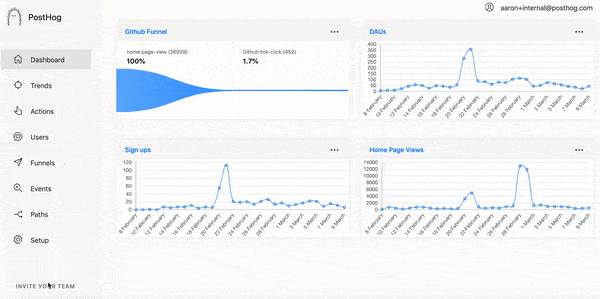 PostHog
aaron+internal@posthog.com
Dashboard
Trends
Actions
Users
Funnels
Events
Paths
Setup
INVITE YOUR TEAM
Github Funnel
home page-view (26929)
100%
Github link-click (452)
1.7%
DAUs
400
350
300
250
200
150
100
50
0
8 February
10 February
12 February
14 February
16 February
18 February
20 February
22 February
24 February
26 February
28 February
1 March
3 March
5 March
7 March
9 March
Sign ups
120
100
80
60
40
20
0
8 February
10 February
12 February
14 February
16 February
18 February
20 February
22 February
24 February
26 February
28 February
1 March
3 March
5 March
7 March
9 March
Home Page Views
14000
12000
10000
8000
6000
4000
2000
0
8 February
10 February
12 February
14 February
16 February
18 February
20 February
22 February
24 February
26 February
28 February
1 March
3 March
5 March
7 March
9 March